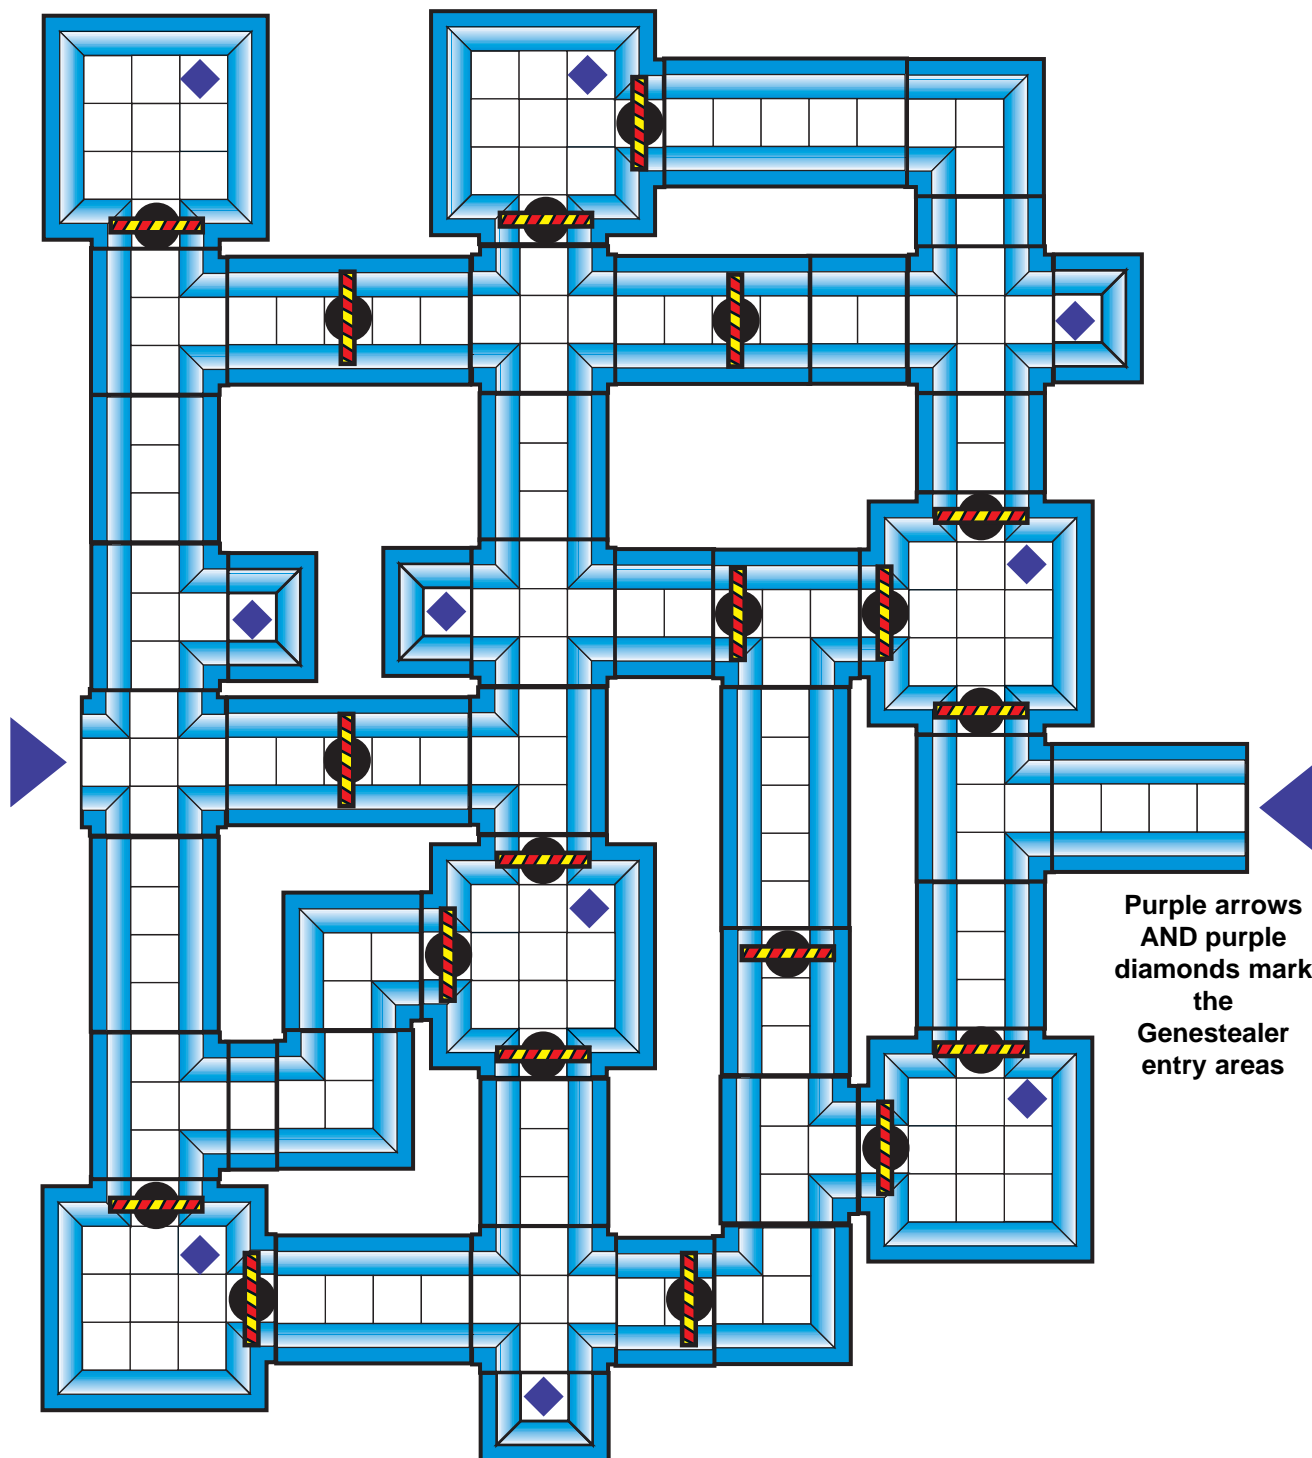 Purple arrows
AND purple
diamonds mark
the
Genestealer
entry areas